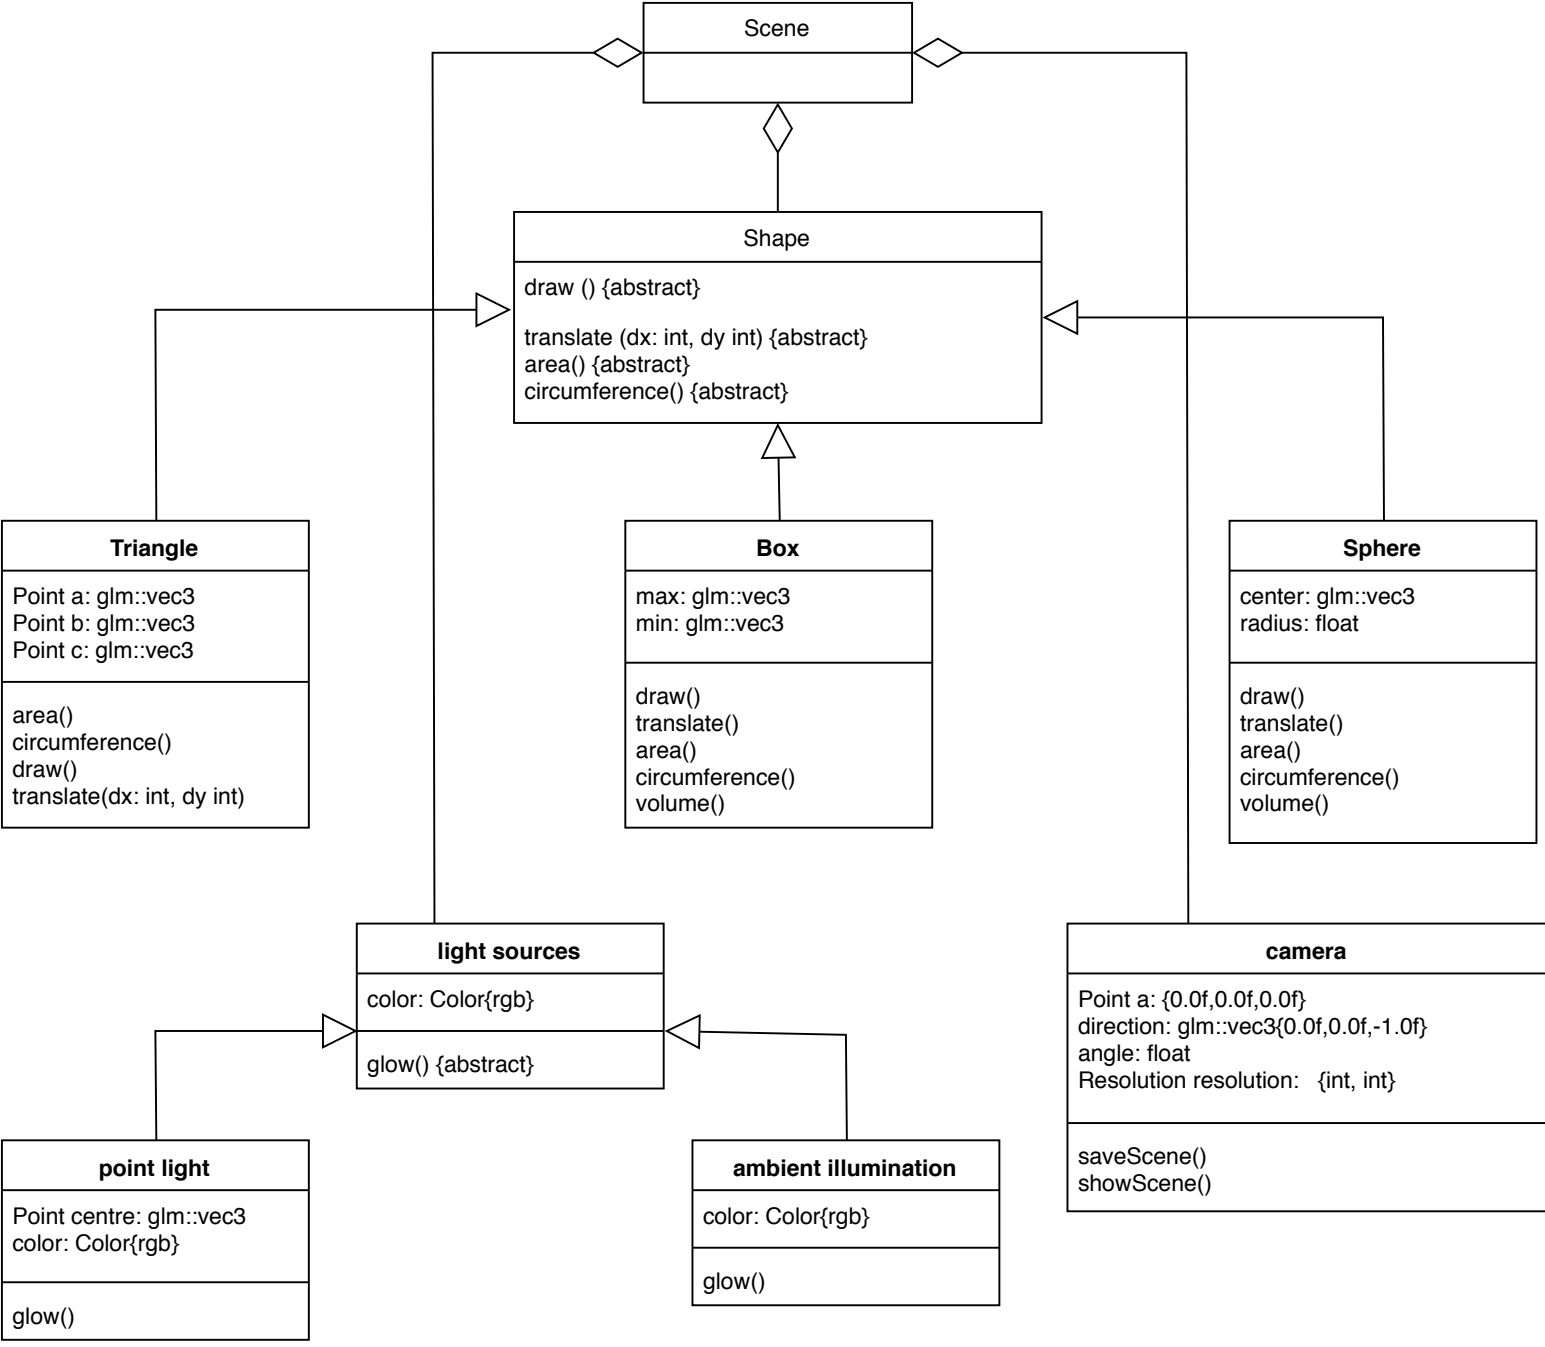 Scene
Shape
draw () {abstract}
translate (dx: int, dy int) {abstract}
area() {abstract}
circumference() {abstract}
Triangle
Point a: glm::vec3
Point b: glm::vec3
Point c: glm::vec3
area()
circumference()
draw()
translate(dx: int, dy int)
Box
max: glm::vec3
min: glm::vec3
draw()
translate()
area()
circumference()
volume()
Sphere
center: glm::vec3
radius: float
draw()
translate()
area()
circumference()
volume()
light sources
color: Color{rgb}
glow() {abstract}
camera
Point a: {0.0f,0.0f,0.0f}
direction: glm::vec3{0.0f,0.0f,-1.0f}
angle: float
Resolution resolution:   {int, int}
saveScene()
showScene()
point light
Point centre: glm::vec3
color: Color{rgb}
glow()
ambient illumination
color: Color{rgb}
glow()